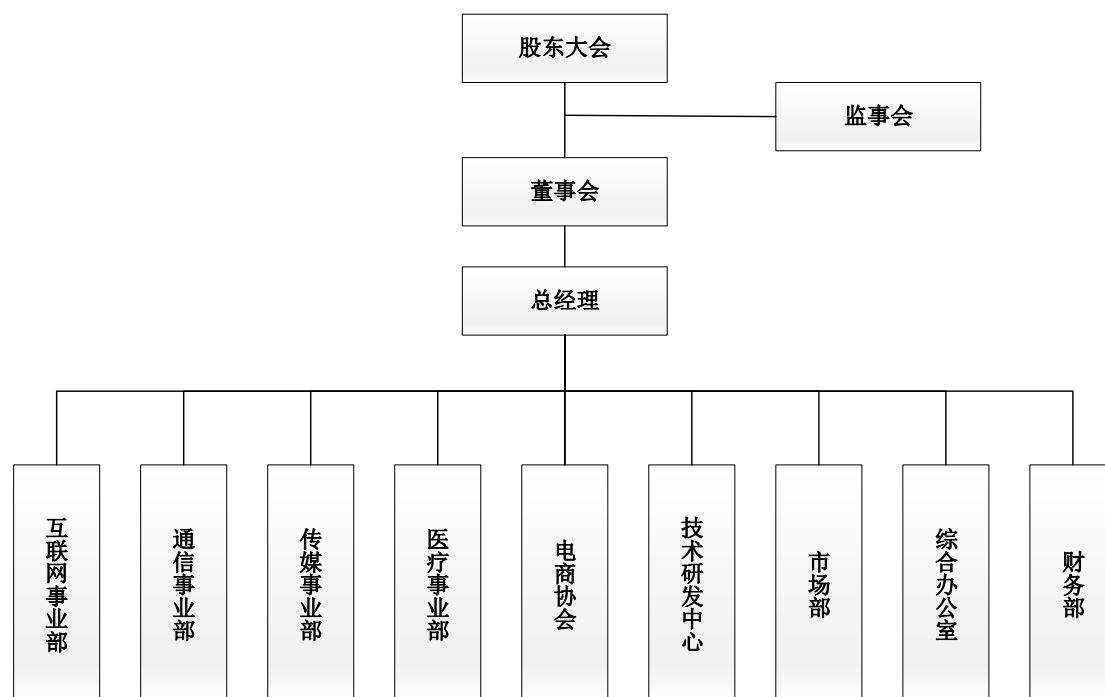 股东大会
监事会
董事会
总经理
互联网事业部
通信事业部
传媒事业部
医疗事业部
电商协会
技术研发中心
市场部
综合办公室
财务部